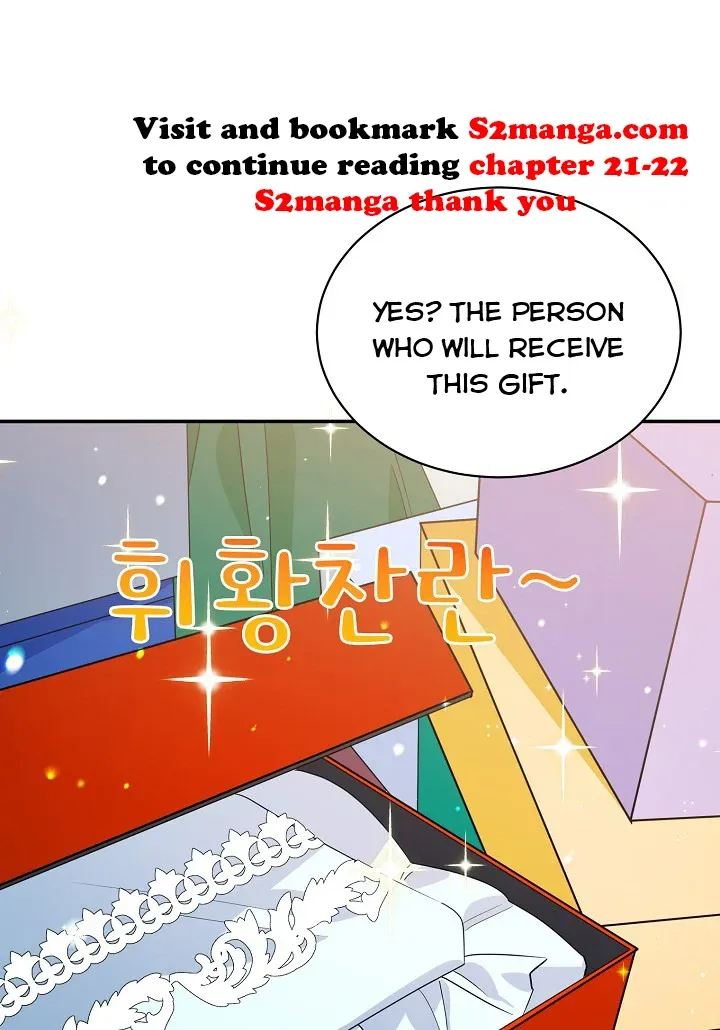 Visit and bookmark S2manga.com
to continue reading chapter 21-22
S2manga thank you
YES? THE PERSON
WHO WILL RECEIVE
THIS GIFT.
휘황찬란~